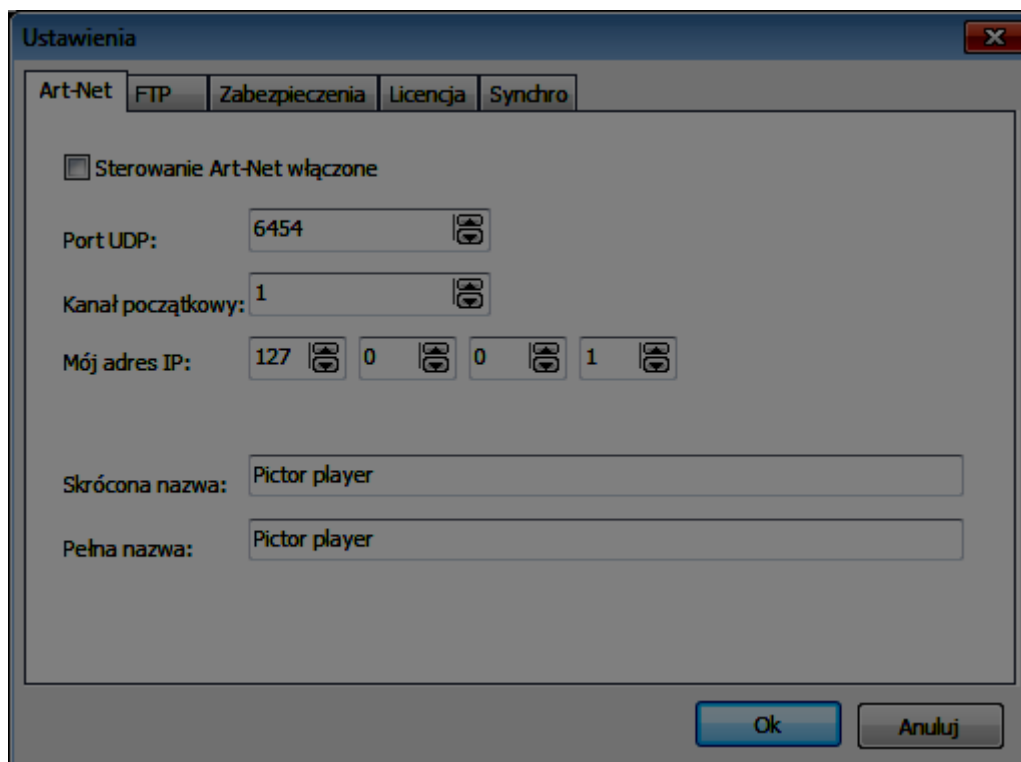 Ustawienia
Art-Net FTP Zabezpieczenia Licencja Synchro
Sterowanie Art-Net włączone
Port UDP: 6454
Kanał początkowy: 1
Mój adres IP: 127 0 0 1
Skrócona nazwa: Pictor player
Pełna nazwa: Pictor player
Ok Anuluj